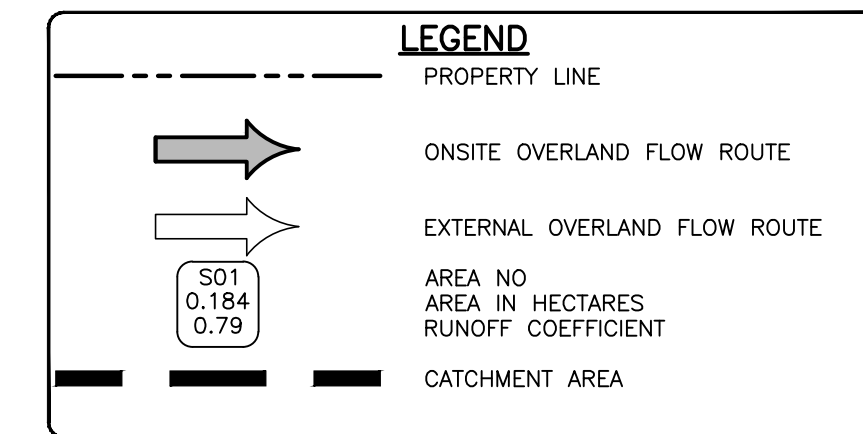 LEGEND
PROPERTY LINE
ONSITE OVERLAND FLOW ROUTE
EXTERNAL OVERLAND FLOW ROUTE
S01 AREA NO
0.184 AREA IN HECTARES
0.79 RUNOFF COEFFICIENT
CATCHMENT AREA